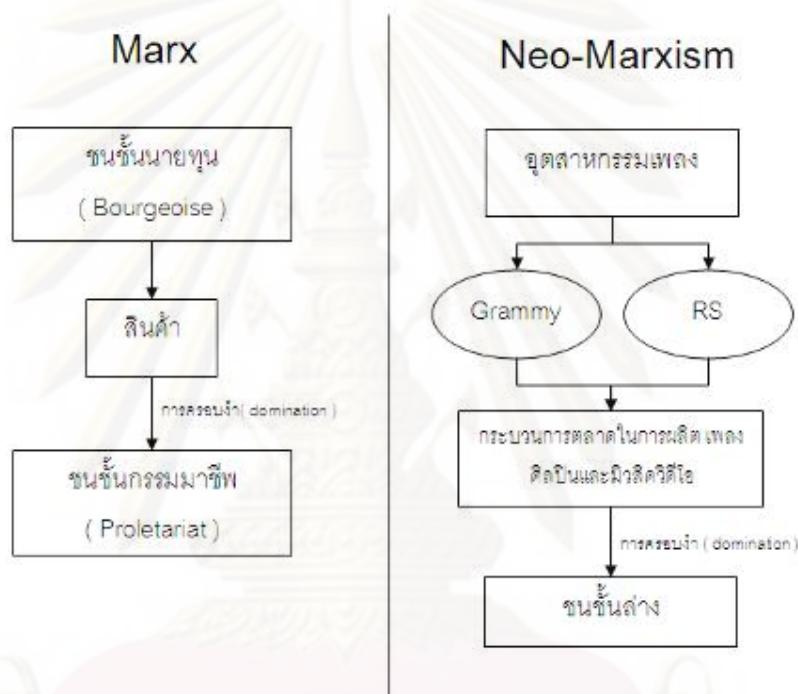 Marx
ชนชั้นนายทุน
( Bourgeoise )
สินค้า
การครอบงำ( domination )
ชนชั้นกรรมมาชีพ
( Proletariat )
Neo-Marxism
อุตสาหกรรมเพลง
Grammy
RS
กระบวนการตลาดในการผลิต เพลง
ศิลปินและมิวสิควิดีโอ
การครอบงำ ( domination )
ชนชั้นล่าง